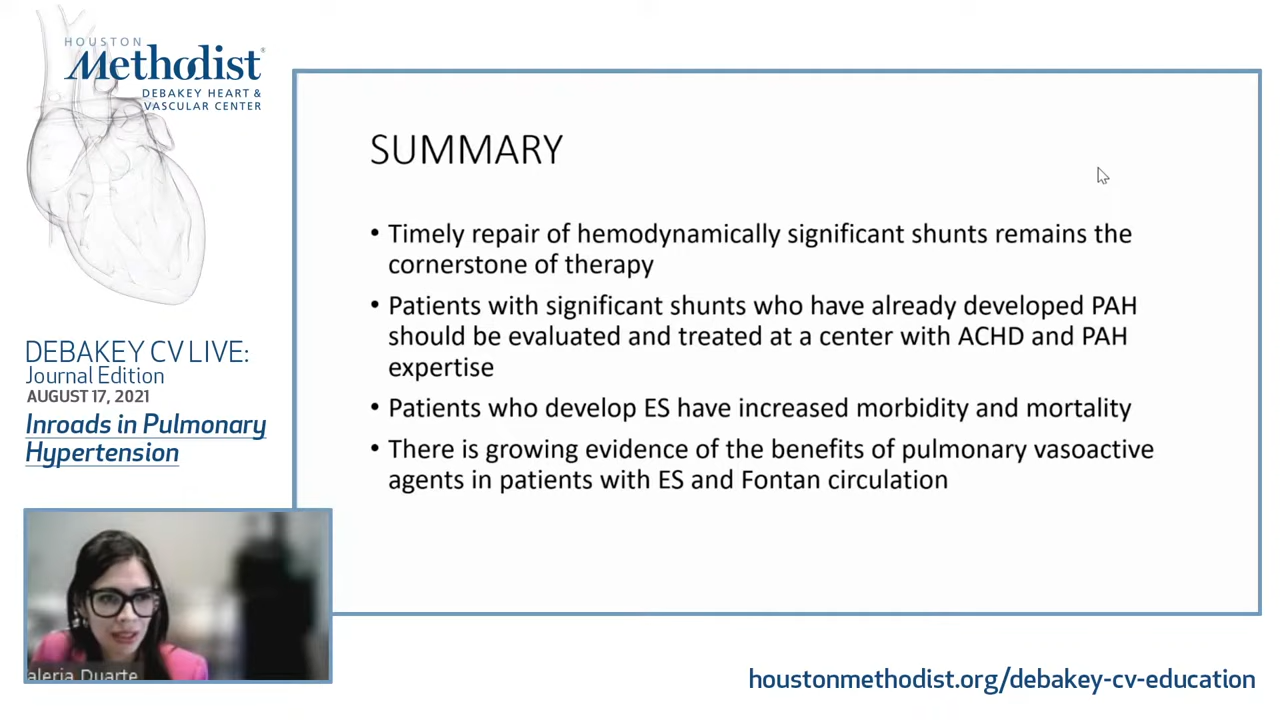 HOUSTON
Methodist®
DEBAKEY HEART &
VASCULAR CENTER
DEBAKEY CV LIVE:
Journal Edition
AUGUST 17, 2021
Inroads in Pulmonary
Hypertension
SUMMARY
• Timely repair of hemodynamically significant shunts remains the
cornerstone of therapy
• Patients with significant shunts who have already developed PAH
should be evaluated and treated at a center with ACHD and PAH
expertise
• Patients who develop ES have increased morbidity and mortality
• There is growing evidence of the benefits of pulmonary vasoactive
agents in patients with ES and Fontan circulation
aleria Duarte
houstonmethodist.org/debakey-cv-education